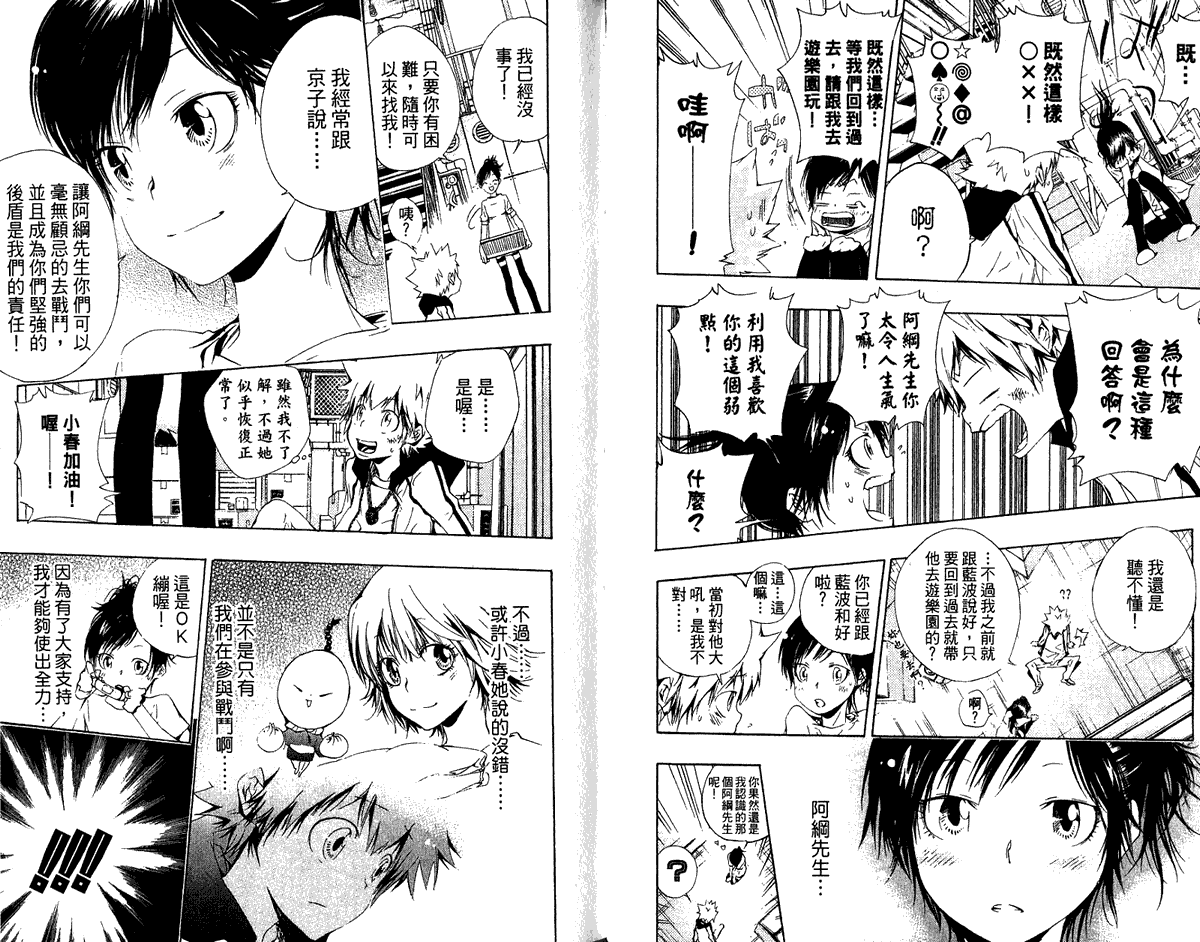 既…
既然這樣
○××！
☆◎◆@
○♠
〜!!
啊？
既然這樣…
等我們回到過
去，請跟我去
遊樂園玩！
哇啊
——！
為什麼
會是這種
回答啊？
阿綱先生你
太令人生氣
了嘛！
利用我喜歡
你的這個弱
點！
什麼？
我還是
聽不懂！
…不過我之前就
跟藍波說好，只
要回到過去就帶
他去遊樂園的？
啊？
你已經跟
藍波和好
啦？
這…這
個嘛…
當初對他大
吼，是我不
對……
阿綱先生…
你果然還是
我認識的那
個阿綱先生
呢！
？
我已經沒
事了！
只要你有困
難，隨時可
以來找我！
咦？
我經常跟
京子說……
讓阿綱先生你們可以
毫無顧忌的去戰鬥，
並且成為你們堅強的
後盾是我們的責任！
是……
是喔…
雖然我不了
解，不過她
似乎恢復正
常了。
小春加油！
喔——！
不過……
或許小春她說的沒錯…
並不是只有
我們在參與戰鬥啊……
這是OK
繃喔！
因為有了大家支持，
我才能夠使出全力…
!!!